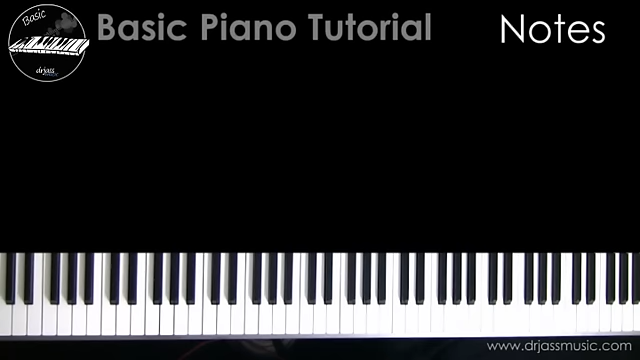 Basic
drjass
Basic Piano Tutorial
Notes
www.drjassmusic.com